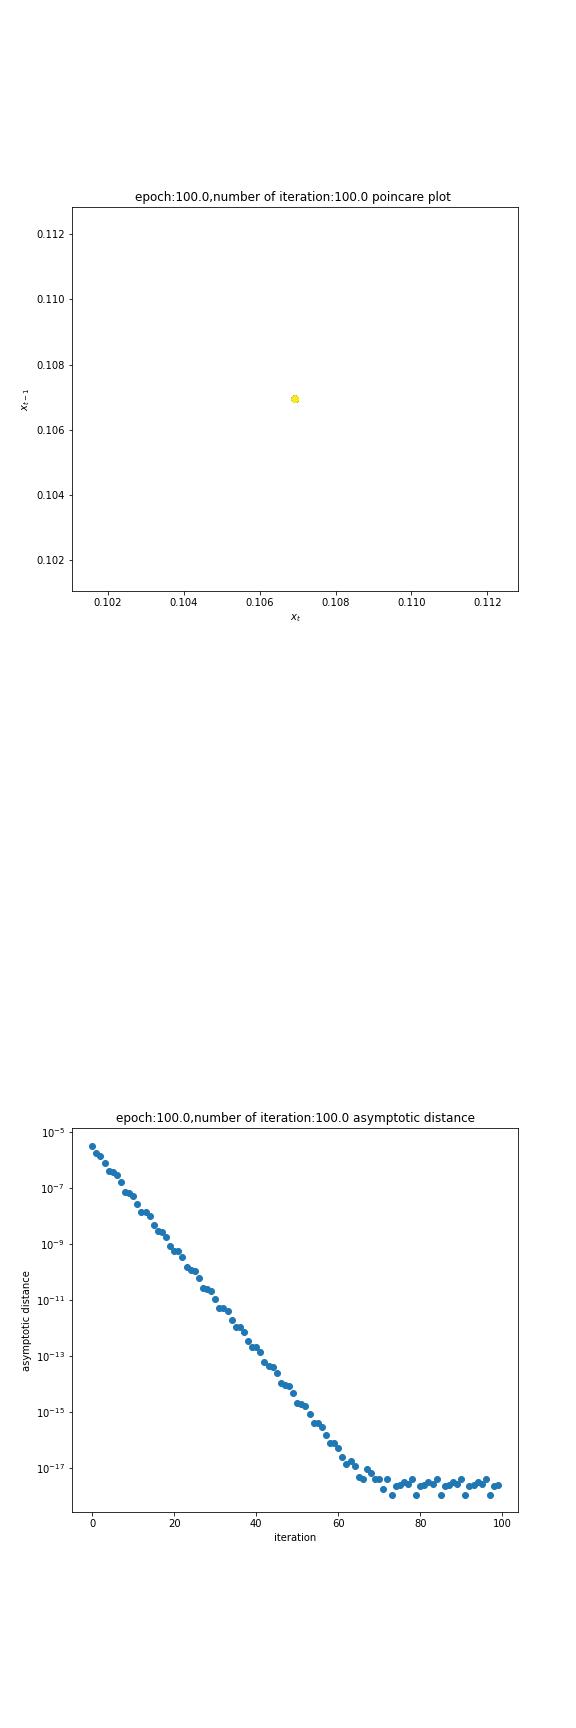 epoch:100.0,number of iteration:100.0 poincare plot
0.112
0.110
0.108
0.106
0.104
0.102
x_{t-1}
0.102 0.104 0.106 0.108 0.110 0.112
x_t
epoch:100.0,number of iteration:100.0 asymptotic distance
10^{-5}
10^{-7}
10^{-9}
10^{-11}
10^{-13}
10^{-15}
10^{-17}
asymptotic distance
0 20 40 60 80 100
iteration